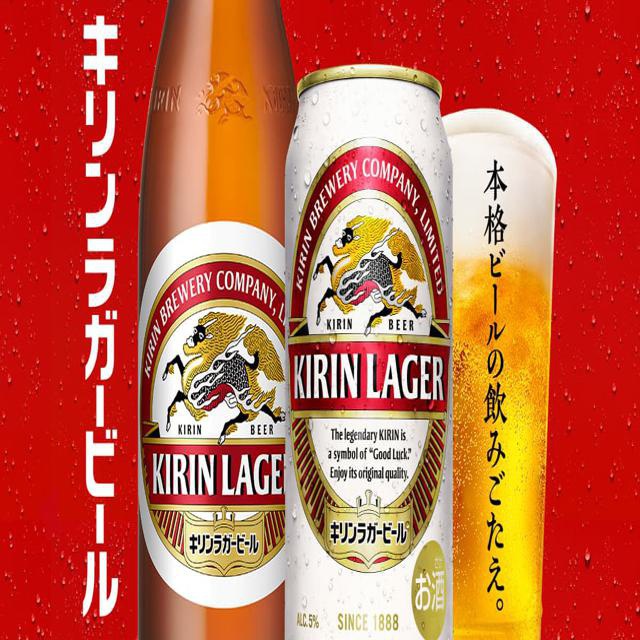 キリンラガービール
KIRIN
KIRIN BREWERY COMPANY, LIMITED
KIRIN BEER
KIRIN LAGER
The legendary KIRIN is
a symbol of "Good Luck."
Enjoy its original quality.
キリンラガービール
お酒
ALC.5% SINCE 1888
KIRIN BREWERY COMPANY, LIM
KIRIN BEER
KIRIN LAGE
キリンラガービール
本格ビールの飲みごたえ。